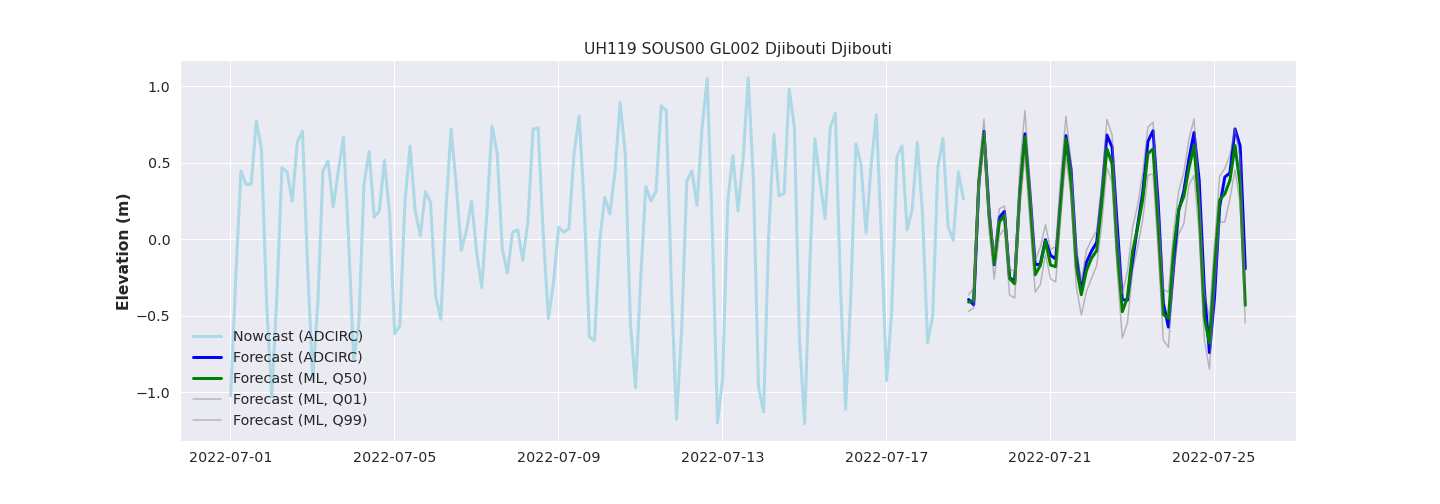 UH119 SOUS00 GL002 Djibouti Djibouti
1.0
0.5
0.0
−0.5
−1.0
Elevation (m)
Nowcast (ADCIRC)
Forecast (ADCIRC)
Forecast (ML, Q50)
Forecast (ML, Q01)
Forecast (ML, Q99)
2022-07-01 2022-07-05 2022-07-09 2022-07-13 2022-07-17 2022-07-21 2022-07-25